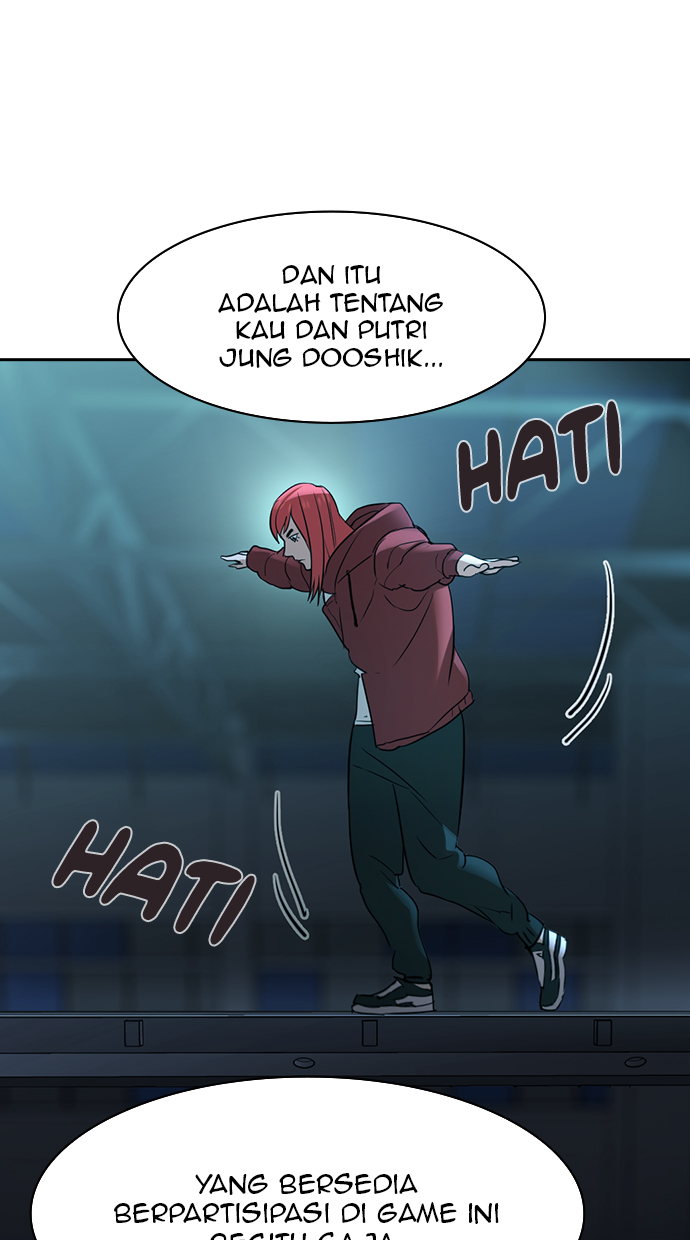 DAN ITU
ADALAH TENTANG
KAU DAN PUTRI
JUNG DOOSHIK...
HATI
HATI
YANG BERSEDIA
BERPARTISIPASI DI GAME INI